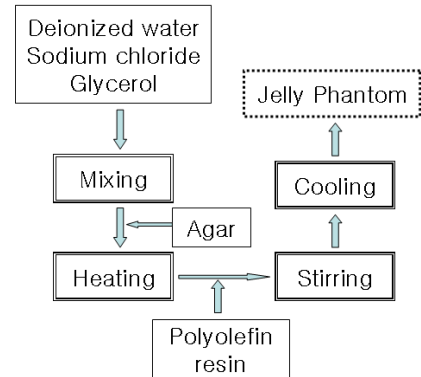 Deionized water
Sodium chloride
Glycerol
Mixing
Agar
Heating
Polyolefin
resin
Stirring
Cooling
Jelly Phantom